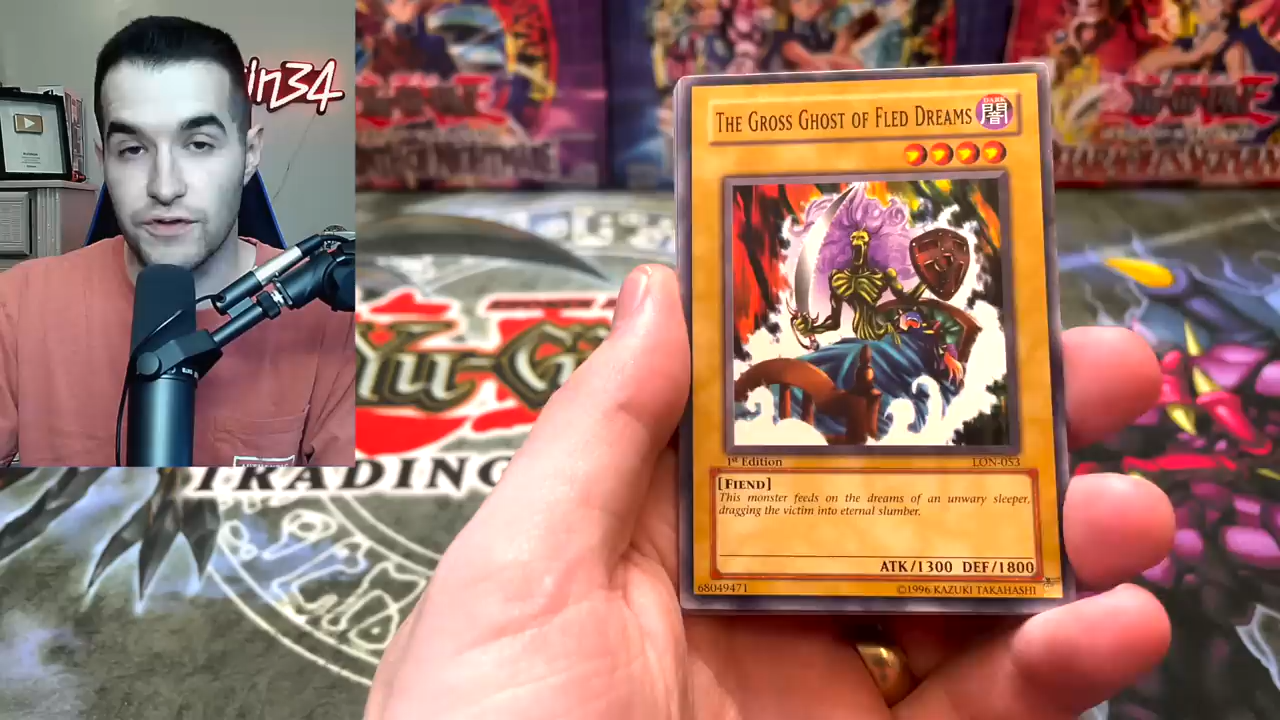 in34
THE GROSS GHOST OF FLED DREAMS
DARK
闇
1st Edition
LON-053
[FIEND]
This monster feeds on the dreams of an unwary sleeper,
dragging the victim into eternal slumber.
ATK/1300 DEF/1800
68049471
©1996 KAZUKI TAKAHASHI
YU-G
TRADING